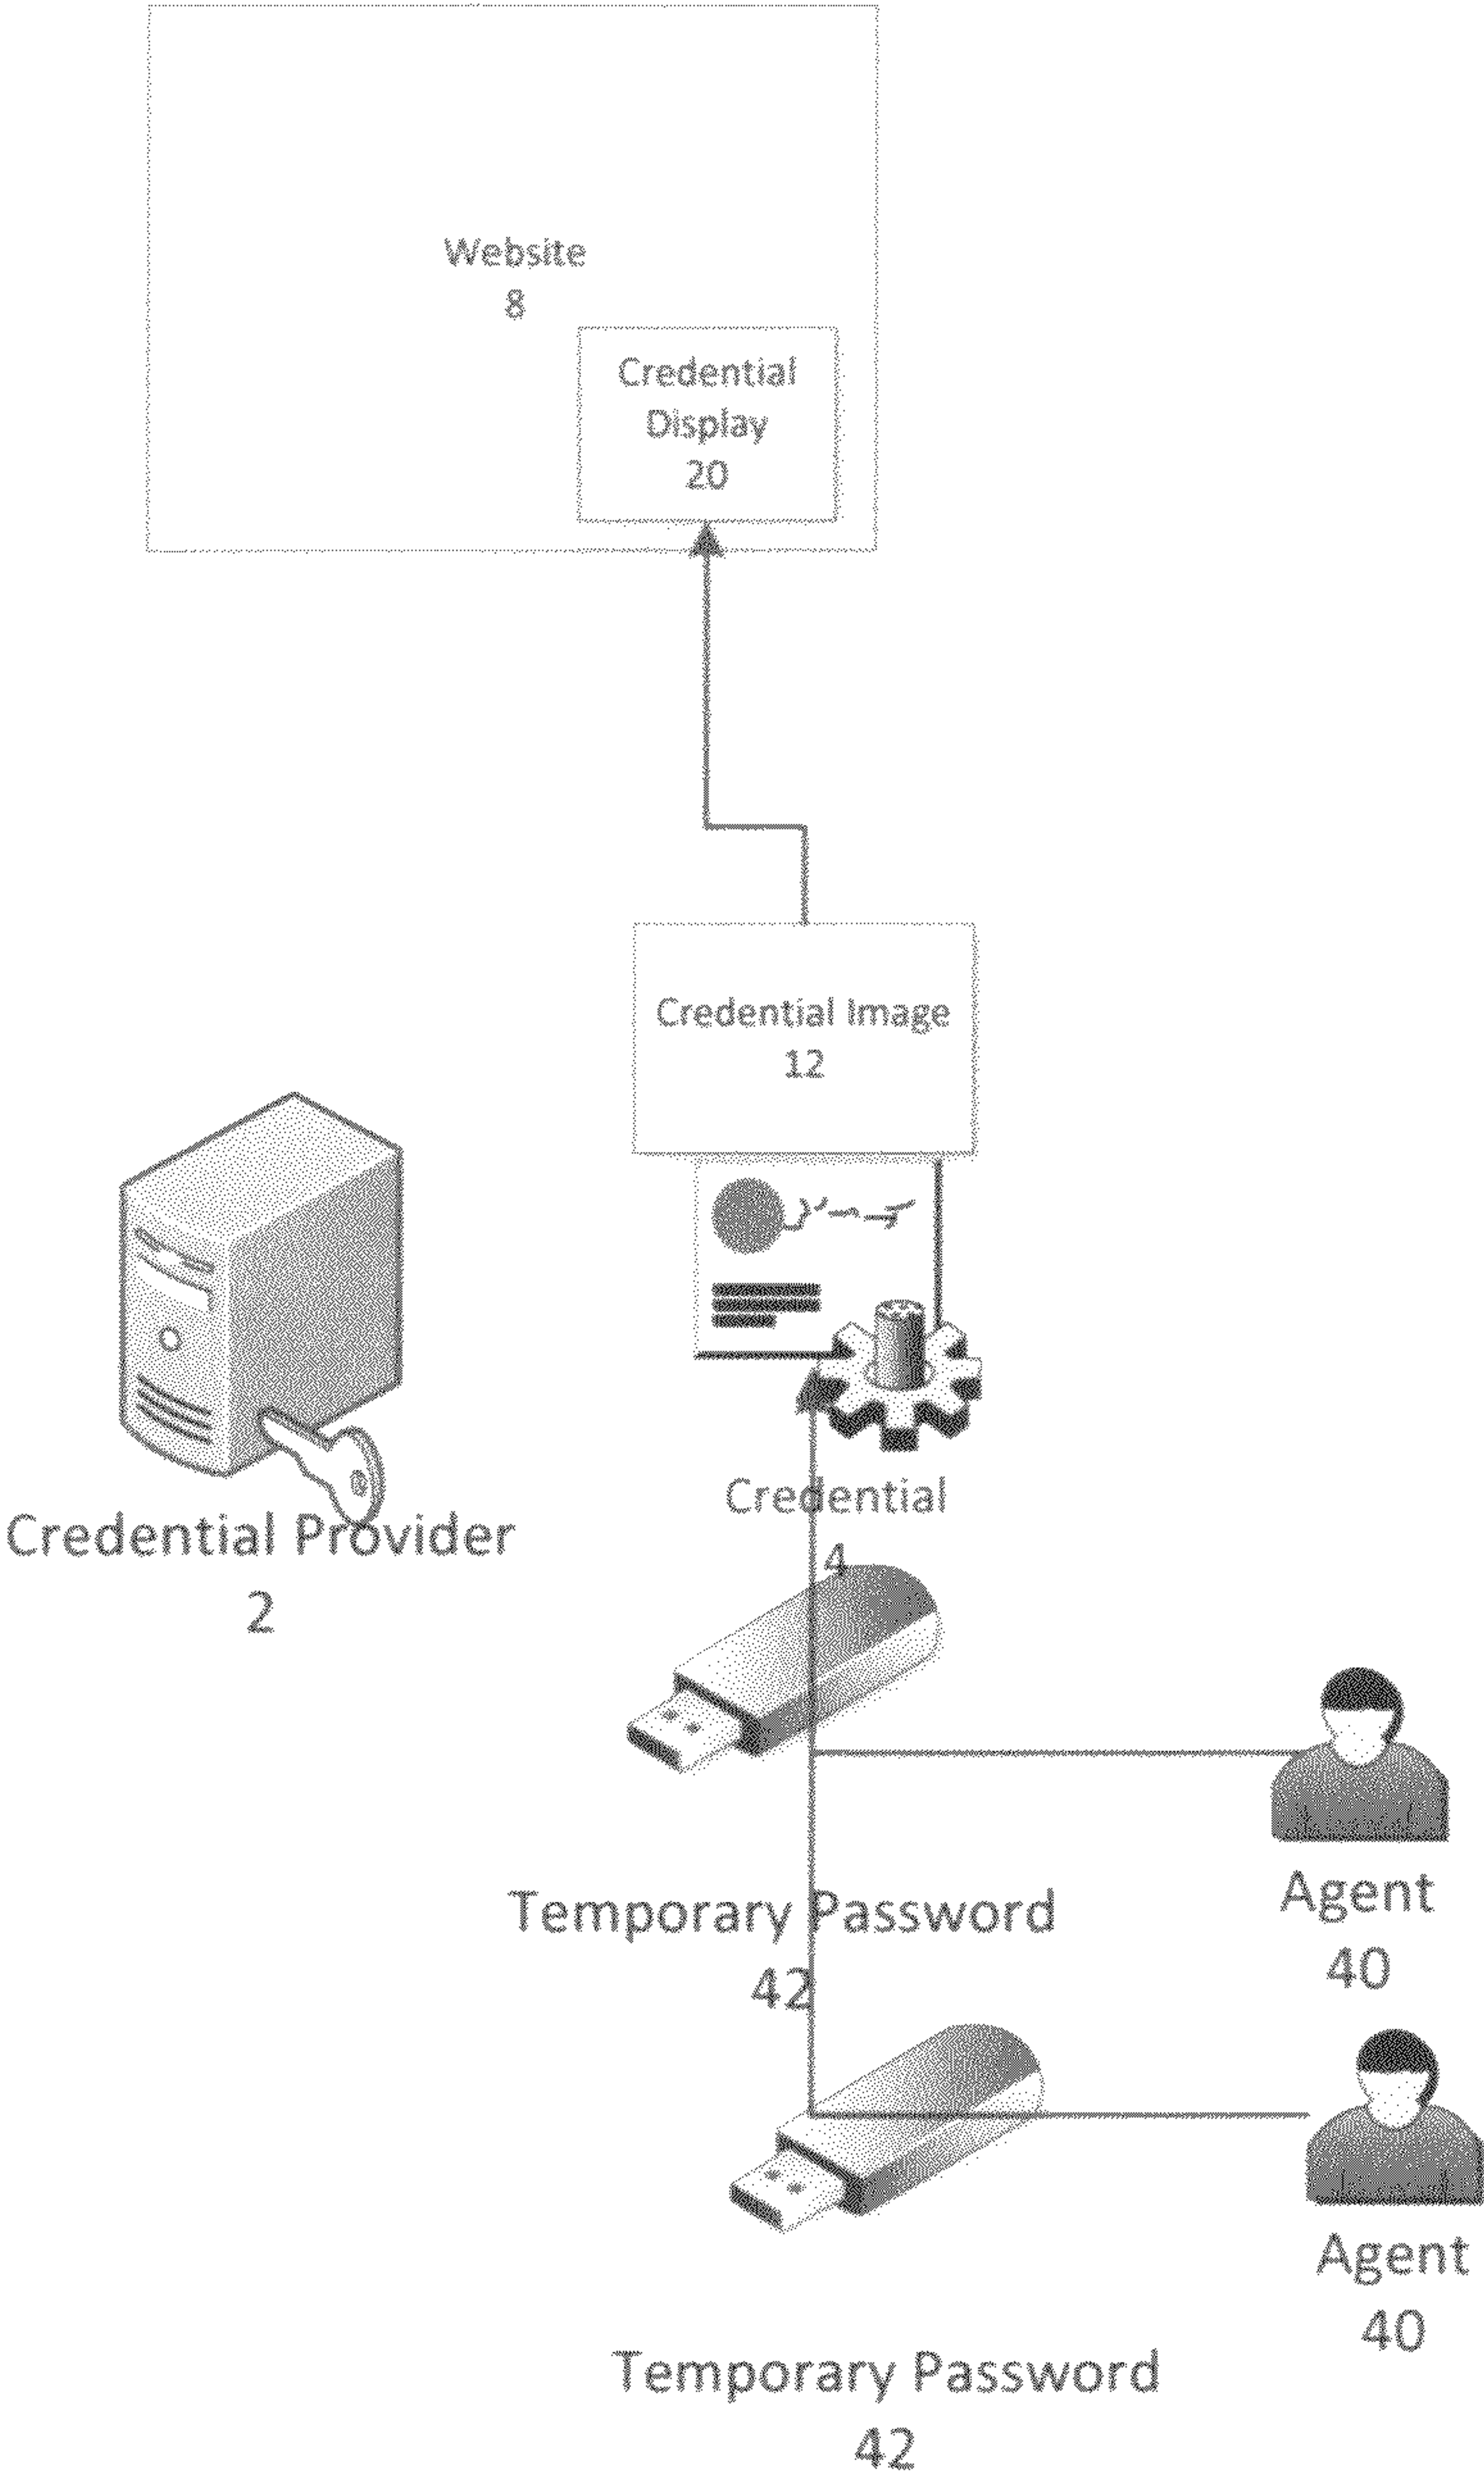 Website
8
Credential
Display
20
Credential Image
12
Credential
4
Credential Provider
2
Temporary Password
42
Agent
40
Agent
40
Temporary Password
42